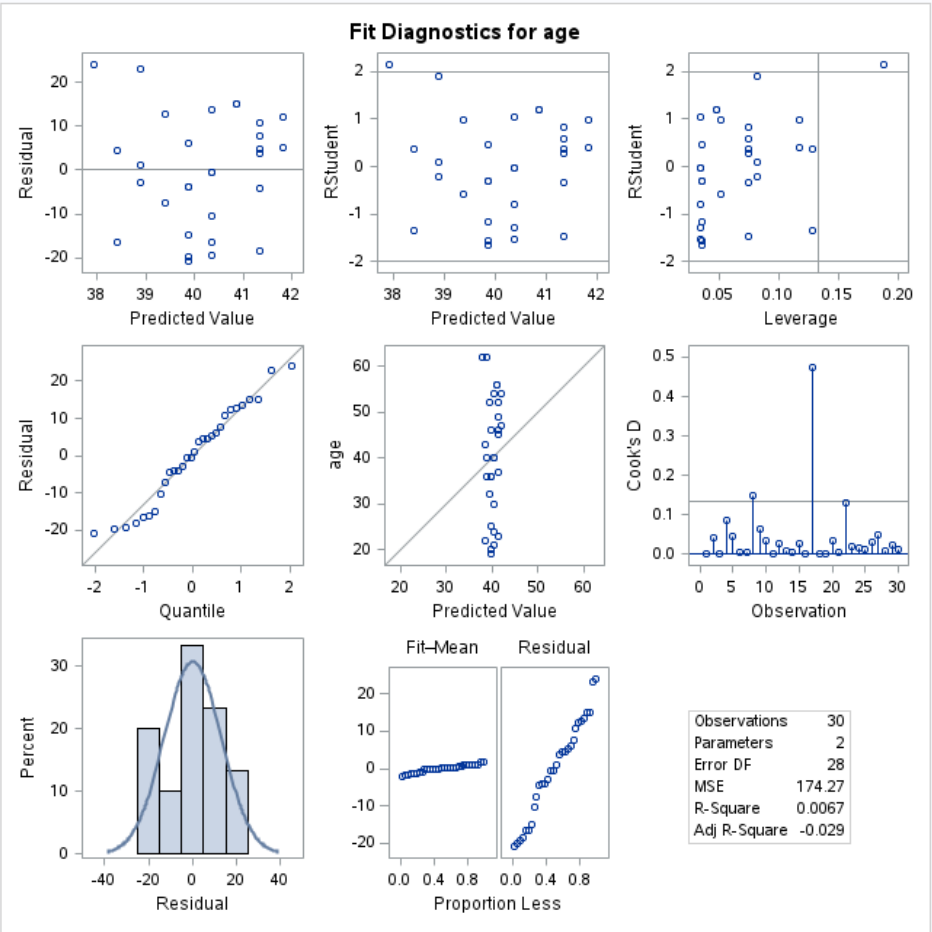 Fit Diagnostics for age
Residual
20
10
0
-10
-20
38 39 40 41 42
Predicted Value
RStudent
2
1
0
-1
-2
38 39 40 41 42
Predicted Value
RStudent
2
1
0
-1
-2
0.05 0.10 0.15 0.20
Leverage
Residual
20
10
0
-10
-20
-2 -1 0 1 2
Quantile
age
60
50
40
30
20
20 30 40 50 60
Predicted Value
Cook's D
0.5
0.4
0.3
0.2
0.1
0.0
0 5 10 15 20 25 30
Observation
Percent
30
20
10
0
-40 -20 0 20 40
Residual
Fit–Mean Residual
20
10
0
-10
-20
0.0 0.4 0.8 0.0 0.4 0.8
Proportion Less
Observations 30
Parameters 2
Error DF 28
MSE 174.27
R-Square 0.0067
Adj R-Square -0.029